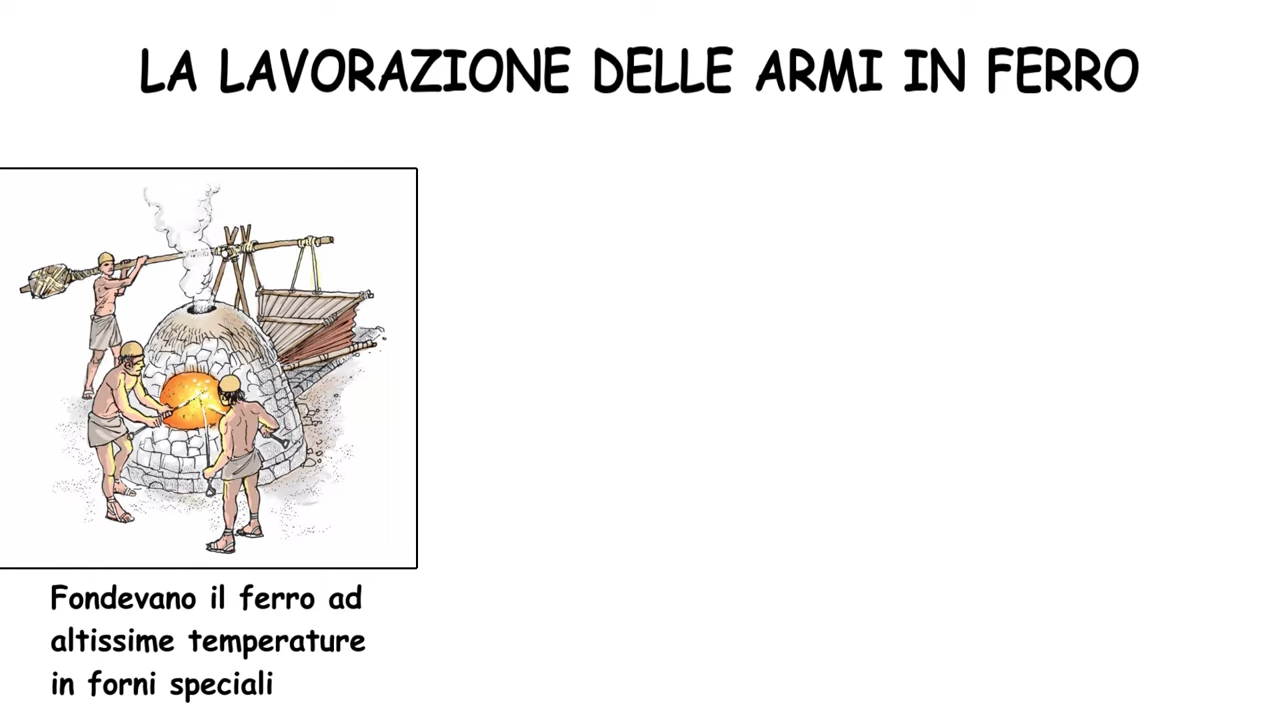 LA LAVORAZIONE DELLE ARMI IN FERRO
Fondevano il ferro ad
altissime temperature
in forni speciali